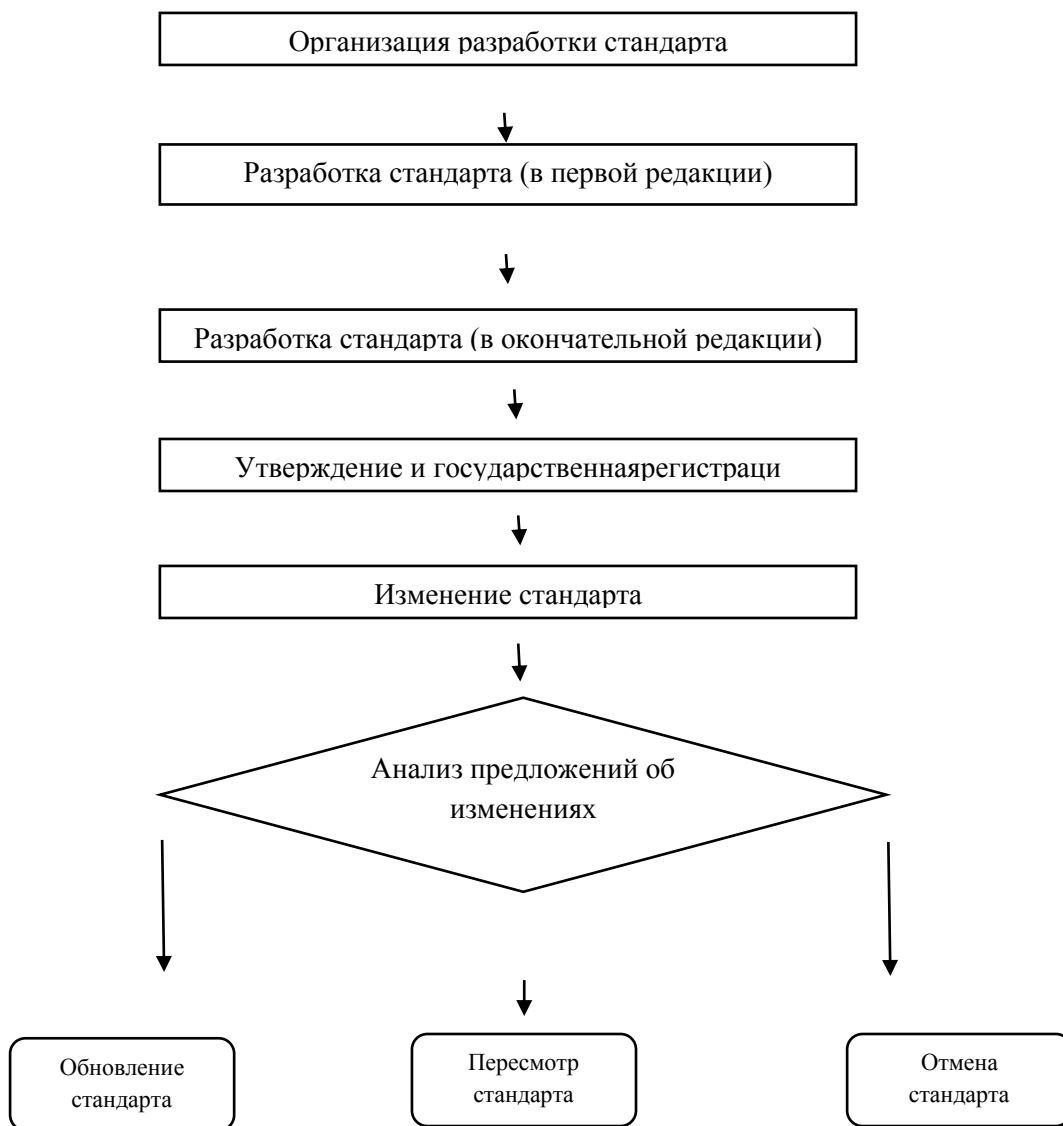 Организация разработки стандарта
Разработка стандарта (в первой редакции)
Разработка стандарта (в окончательной редакции)
Утверждение и государственнаярегистраци
Изменение стандарта
Анализ предложений об
изменениях
Обновление
стандарта
Пересмотр
стандарта
Отмена
стандарта